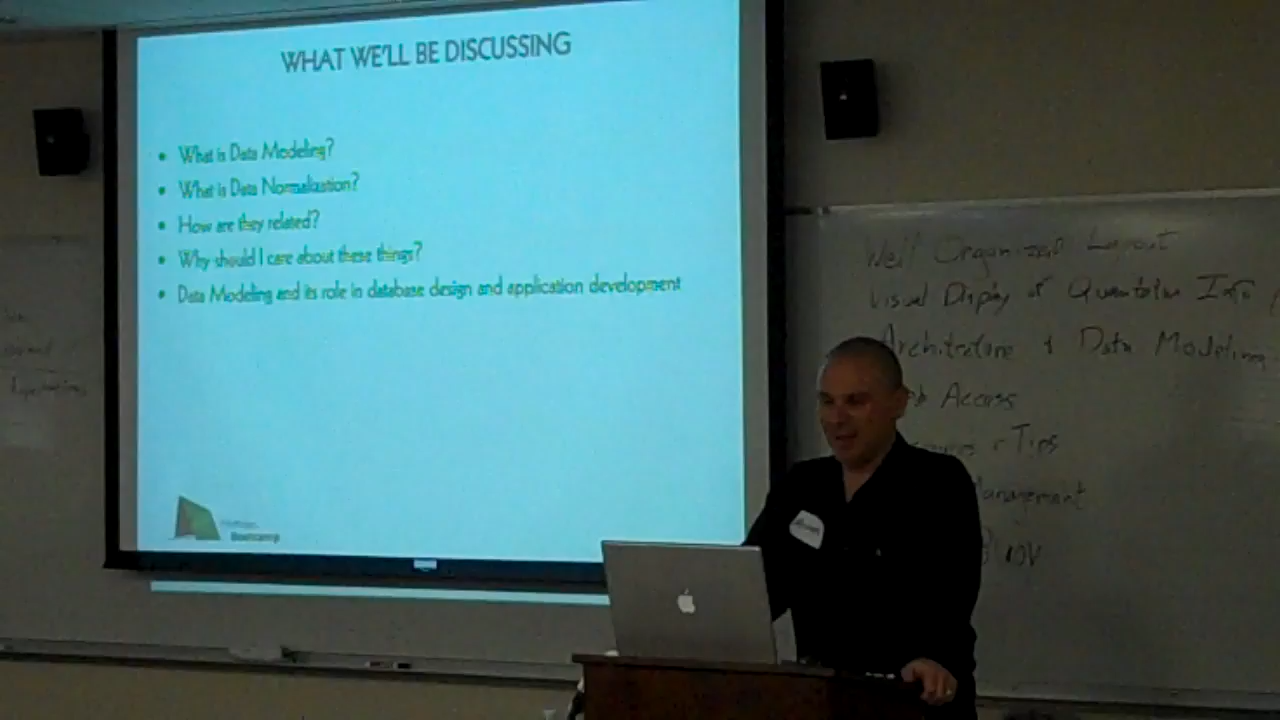 WHAT WE'LL BE DISCUSSING
• What is Data Modeling?
• What is Data Normalization?
• How are they related?
• Why should I care about these things?
• Data Modeling and its role in database design and application development
Bootcamp
Well Organized Layout
Visual Display of Info
Architecture & Data Modeling
Access
Tips
Management